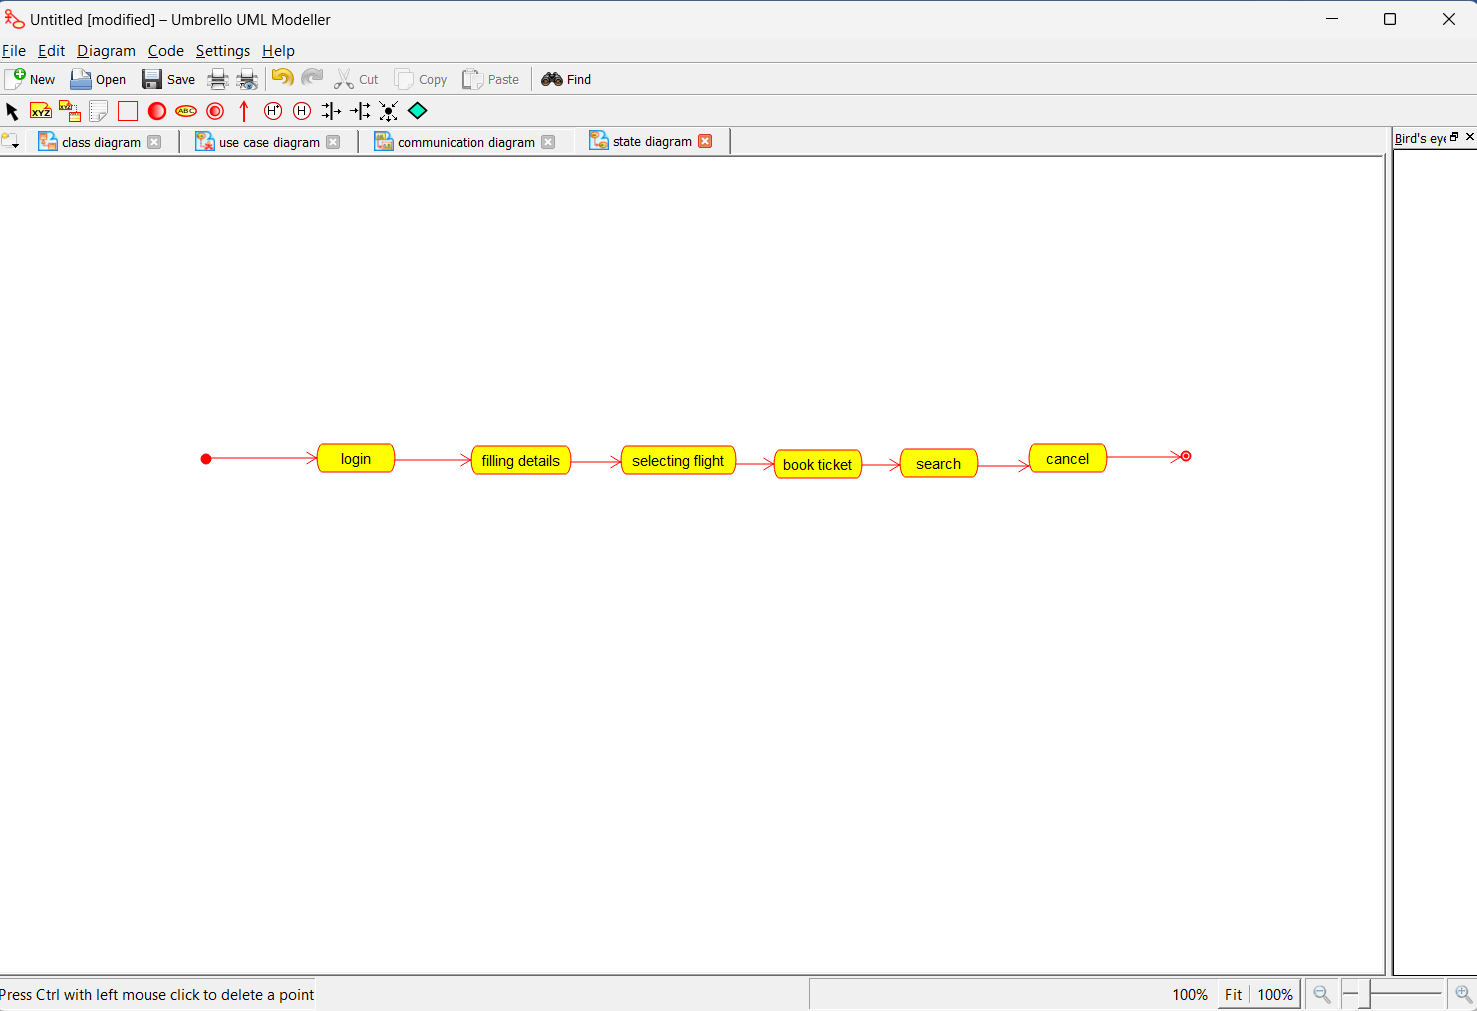 Untitled [modified] – Umbrello UML Modeller
File Edit Diagram Code Settings Help
New Open Save Cut Copy Paste Find
XYZ XYZ ABC H* H
class diagram use case diagram communication diagram state diagram Bird's eye
login filling details selecting flight book ticket search cancel
Press Ctrl with left mouse click to delete a point 100% Fit 100%